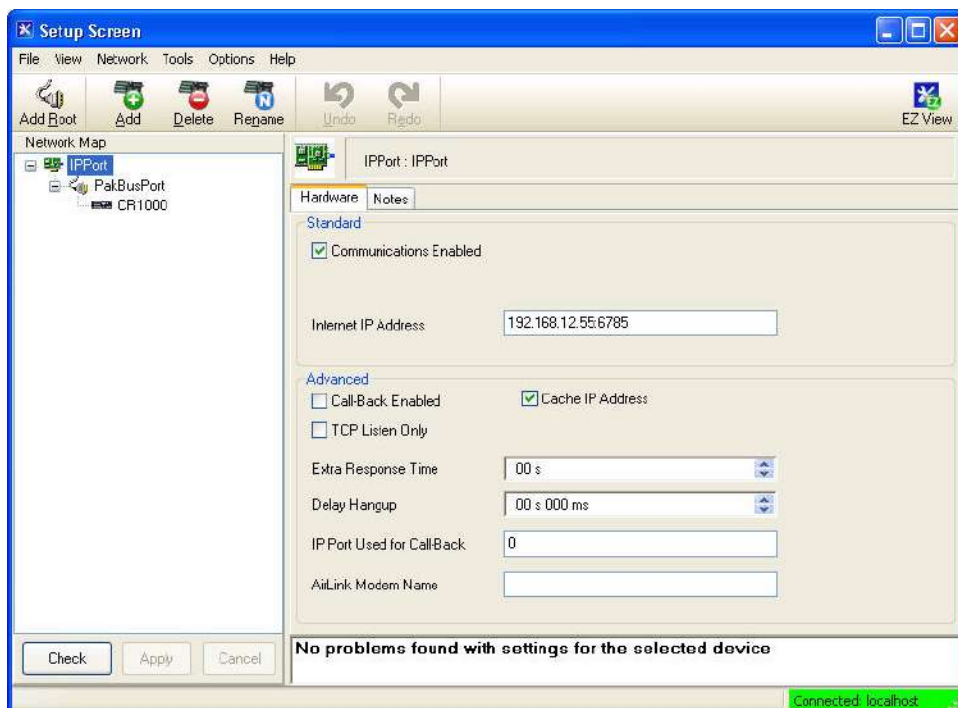 Setup Screen
File View Network Tools Options Help
Add Root Add Delete Rename Undo Redo EZ View
Network Map
IPPort
PakBusPort
CR1000
IPPort : IPPort
Hardware Notes
Standard
Communications Enabled
Internet IP Address 192.168.12.55:6785
Advanced
Call-Back Enabled Cache IP Address
TCP Listen Only
Extra Response Time 00 s
Delay Hangup 00 s 000 ms
IP Port Used for Call-Back 0
AirLink Modem Name
Check Apply Cancel
No problems found with settings for the selected device
Connected: localhost